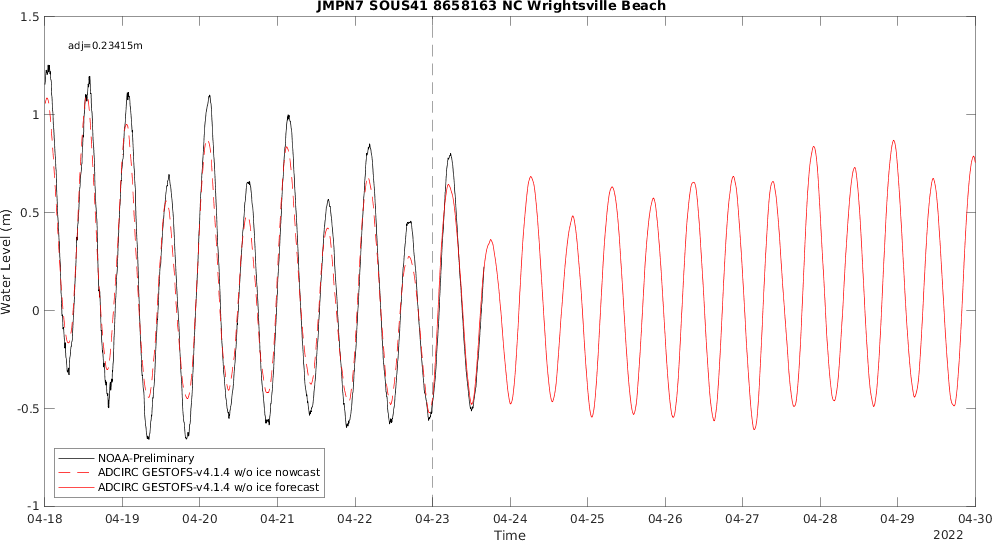 JMPN7 SOUS41 8658163 NC Wrightsville Beach
adj=0.23415m
1.5
1
0.5
0
-0.5
-1
Water Level (m)
NOAA-Preliminary
ADCIRC GESTOFS-v4.1.4 w/o ice nowcast
ADCIRC GESTOFS-v4.1.4 w/o ice forecast
04-18 04-19 04-20 04-21 04-22 04-23 04-24 04-25 04-26 04-27 04-28 04-29 04-30
Time
2022